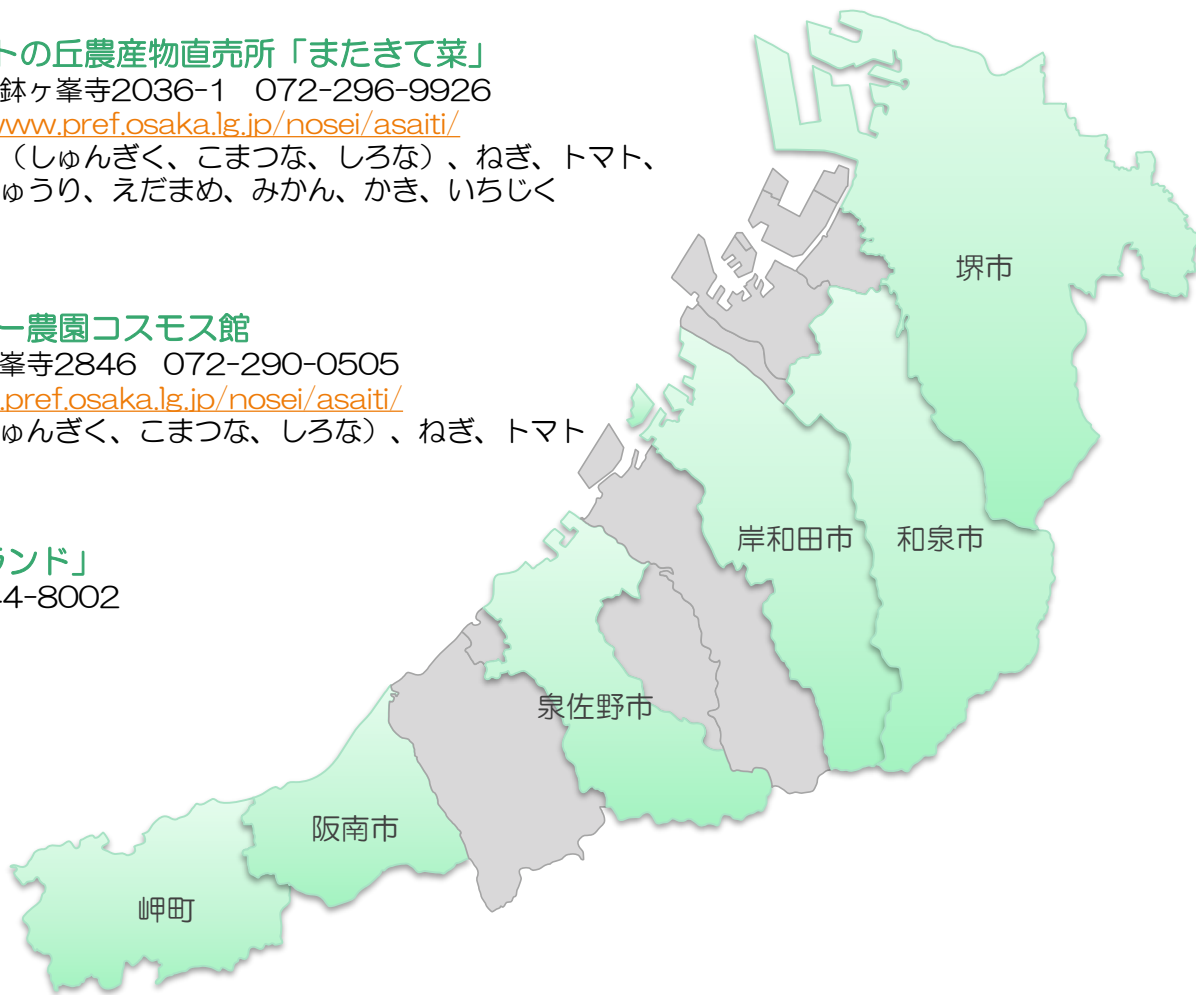 トの丘農産物直売所「またきて菜」
鉢ヶ峯寺2036-1 072-296-9926
www.pref.osaka.lg.jp/nosei/asaiti/
（しゅんぎく、こまつな、しろな）、ねぎ、トマト、
ゅうり、えだまめ、みかん、かき、いちじく
堺市
ー農園コスモス館
峯寺2846 072-290-0505
.pref.osaka.lg.jp/nosei/asaiti/
ゅんぎく、こまつな、しろな）、ねぎ、トマト
岸和田市
和泉市
ランド」
44-8002
泉佐野市
阪南市
岬町